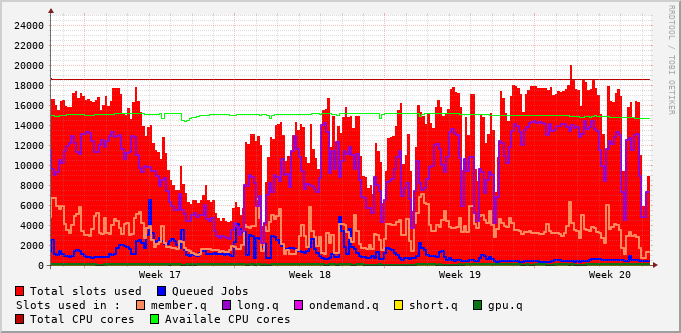 24000
22000
20000
18000
16000
14000
12000
10000
8000
6000
4000
2000
0
Week 17 Week 18 Week 19 Week 20
RRDTOOL / TOBI OETIKER
Total slots used Queued Jobs
Slots used in : member.q long.q ondemand.q short.q gpu.q
Total CPU cores Availale CPU cores